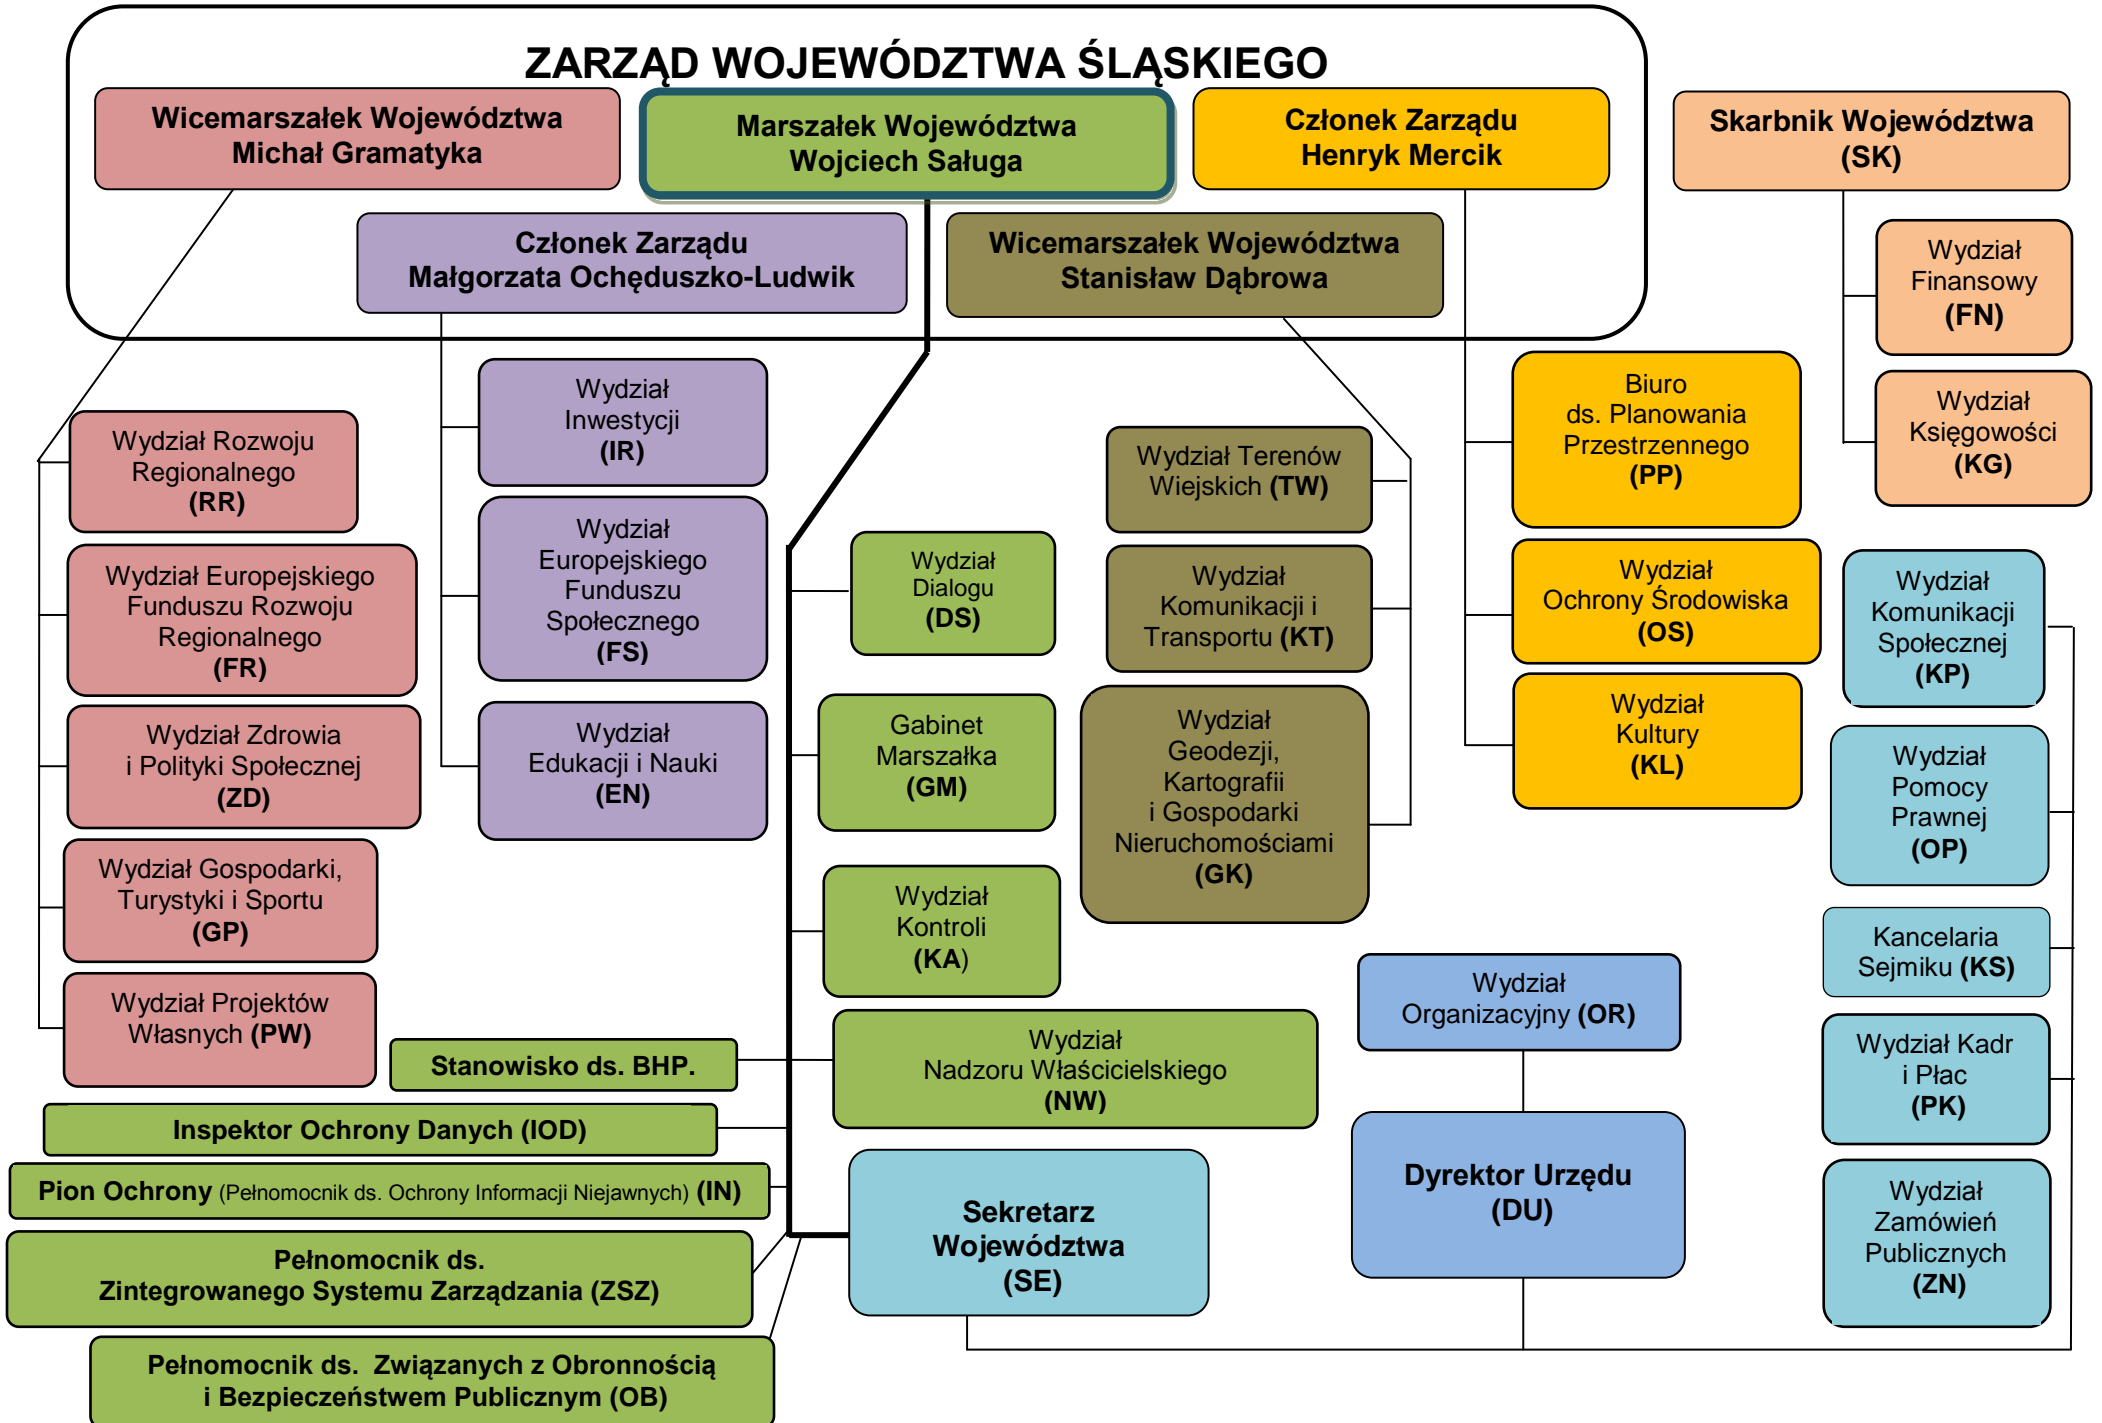 ZARZĄD WOJEWÓDZTWA ŚLĄSKIEGO
Wicemarszałek Województwa
Michał Gramatyka
Marszałek Województwa
Wojciech Saługa
Członek Zarządu
Henryk Mercik
Skarbnik Województwa
(SK)
Członek Zarządu
Małgorzata Ochęduszko-Ludwik
Wicemarszałek Województwa
Stanisław Dąbrowa
Wydział
Finansowy
(FN)
Wydział
Księgowości
(KG)
Wydział Rozwoju
Regionalnego
(RR)
Wydział Europejskiego
Funduszu Rozwoju
Regionalnego
(FR)
Wydział Zdrowia
i Polityki Społecznej
(ZD)
Wydział Gospodarki,
Turystyki i Sportu
(GP)
Wydział Projektów
Własnych (PW)
Wydział
Inwestycji
(IR)
Wydział
Europejskiego
Funduszu
Społecznego
(FS)
Wydział
Edukacji i Nauki
(EN)
Wydział
Dialogu
(DS)
Gabinet
Marszałka
(GM)
Wydział
Kontroli
(KA)
Wydział
Nadzoru Właścicielskiego
(NW)
Stanowisko ds. BHP.
Inspektor Ochrony Danych (IOD)
Pion Ochrony (Pełnomocnik ds. Ochrony Informacji Niejawnych) (IN)
Pełnomocnik ds.
Zintegrowanego Systemu Zarządzania (ZSZ)
Pełnomocnik ds. Związanych z Obronnością
i Bezpieczeństwem Publicznym (OB)
Sekretarz
Województwa
(SE)
Wydział Terenów
Wiejskich (TW)
Wydział
Komunikacji i
Transportu (KT)
Wydział
Geodezji,
Kartografii
i Gospodarki
Nieruchomościami
(GK)
Biuro
ds. Planowania
Przestrzennego
(PP)
Wydział
Ochrony Środowiska
(OS)
Wydział
Kultury
(KL)
Wydział
Organizacyjny (OR)
Dyrektor Urzędu
(DU)
Wydział
Komunikacji
Społecznej
(KP)
Wydział
Pomocy
Prawnej
(OP)
Kancelaria
Sejmiku (KS)
Wydział Kadr
i Płac
(PK)
Wydział
Zamówień
Publicznych
(ZN)